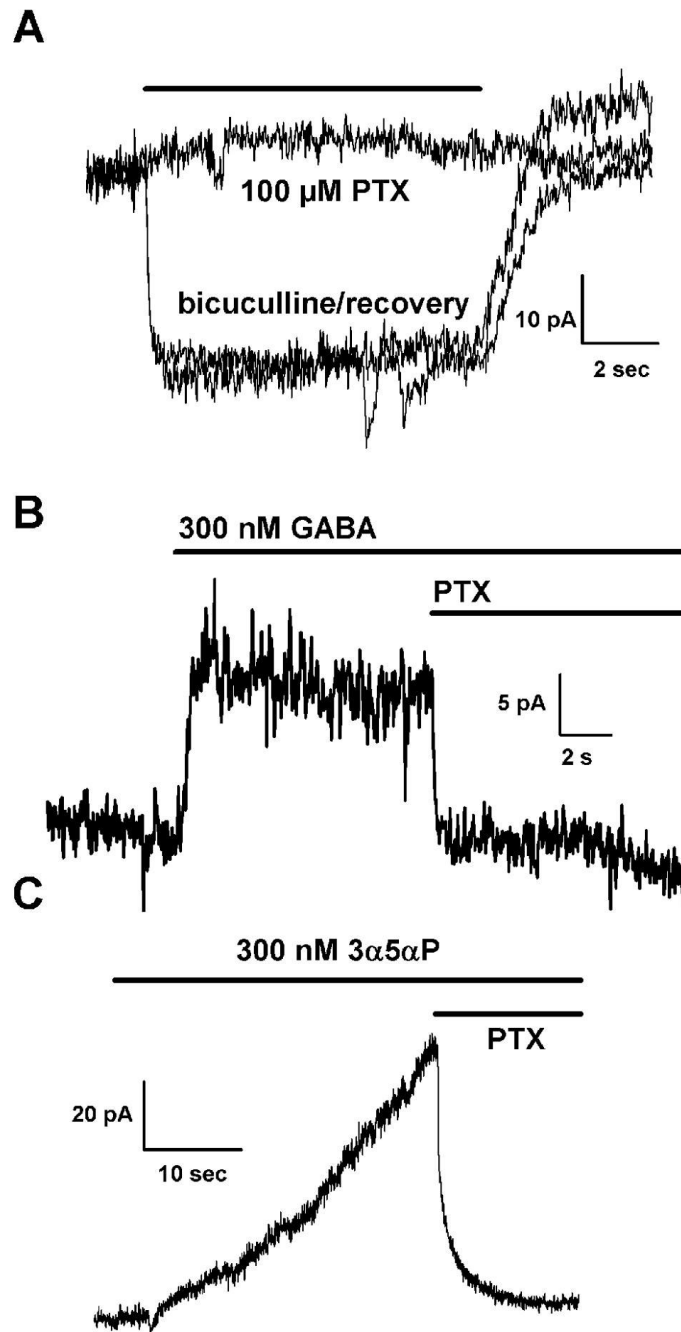 A
100 µM PTX
bicuculline/recovery
10 pA
2 sec
B
300 nM GABA
PTX
5 pA
2 s
C
300 nM 3α5αP
PTX
20 pA
10 sec